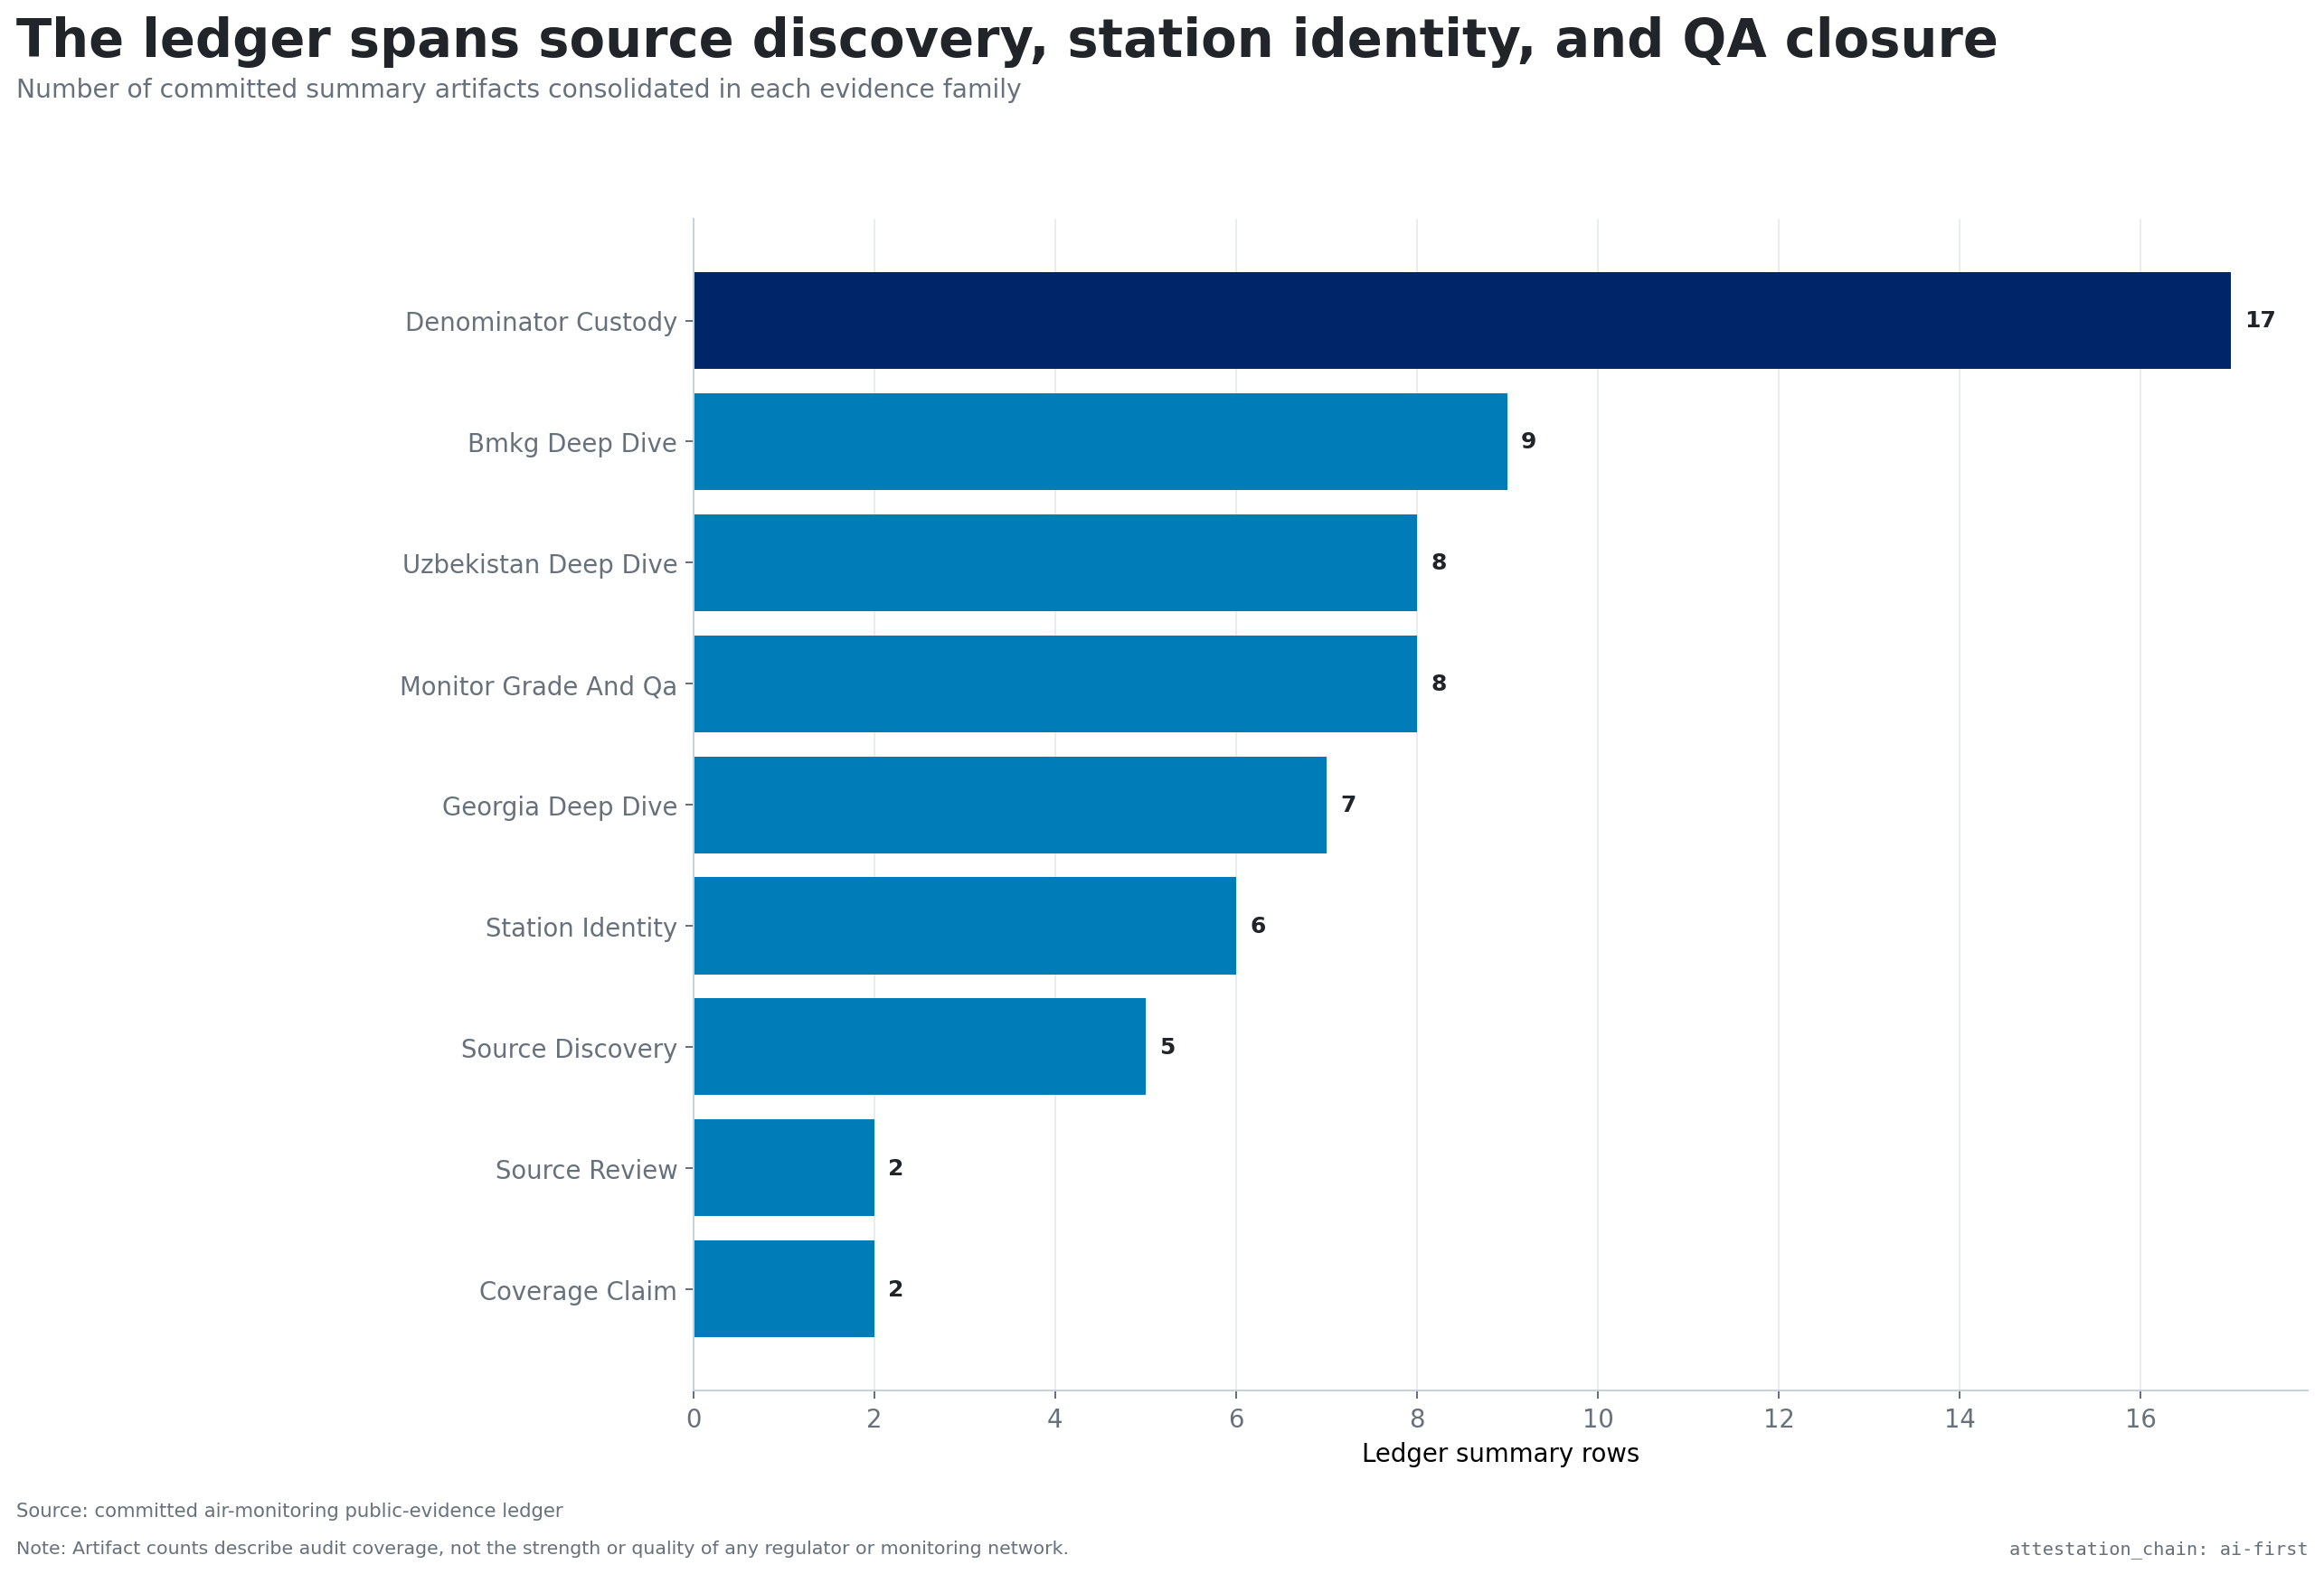 The ledger spans source discovery, station identity, and QA closure
Number of committed summary artifacts consolidated in each evidence family
Denominator Custody 17
Bmkg Deep Dive 9
Uzbekistan Deep Dive 8
Monitor Grade And Qa 8
Georgia Deep Dive 7
Station Identity 6
Source Discovery 5
Source Review 2
Coverage Claim 2
0 2 4 6 8 10 12 14 16
Ledger summary rows
Source: committed air-monitoring public-evidence ledger
Note: Artifact counts describe audit coverage, not the strength or quality of any regulator or monitoring network.
attestation_chain: ai-first